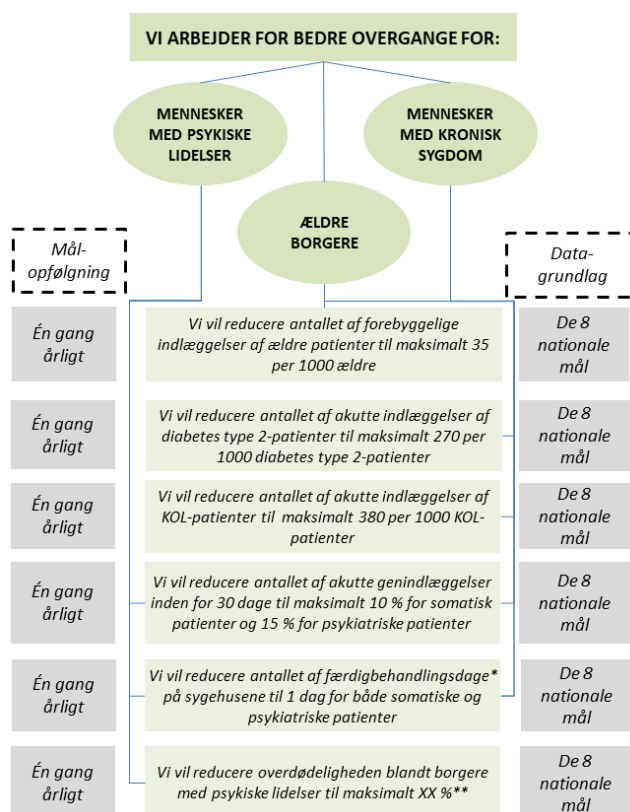 VI ARBEJDER FOR BEDRE OVERGANGE FOR:
MENNESKER
MED PSYKISKE
LIDELSER
MENNESKER
MED KRONISK
SYGDOM
ÆLDRE
BORGERE
Mål-
opfølgning
Data-
grundlag
Én gang
årligt
Vi vil reducere antallet af forebyggelige
indlæggelser af ældre patienter til maksimalt 35
per 1000 ældre
De 8
nationale
mål
Én gang
årligt
Vi vil reducere antallet af akutte indlæggelser af
diabetes type 2-patienter til maksimalt 270 per
1000 diabetes type 2-patienter
De 8
nationale
mål
Én gang
årligt
Vi vil reducere antallet af akutte indlæggelser af
KOL-patienter til maksimalt 380 per 1000 KOL-
patienter
De 8
nationale
mål
Én gang
årligt
Vi vil reducere antallet af akutte genindlæggelser
inden for 30 dage til maksimalt 10 % for somatisk
patienter og 15 % for psykiatriske patienter
De 8
nationale
mål
Én gang
årligt
Vi vil reducere antallet af færdigbehandlingsdage*
på sygehusene til 1 dag for både somatiske og
psykiatriske patienter
De 8
nationale
mål
Én gang
årligt
Vi vil reducere overdødeligheden blandt borgere
med psykiske lidelser til maksimalt XX %**
De 8
nationale
mål